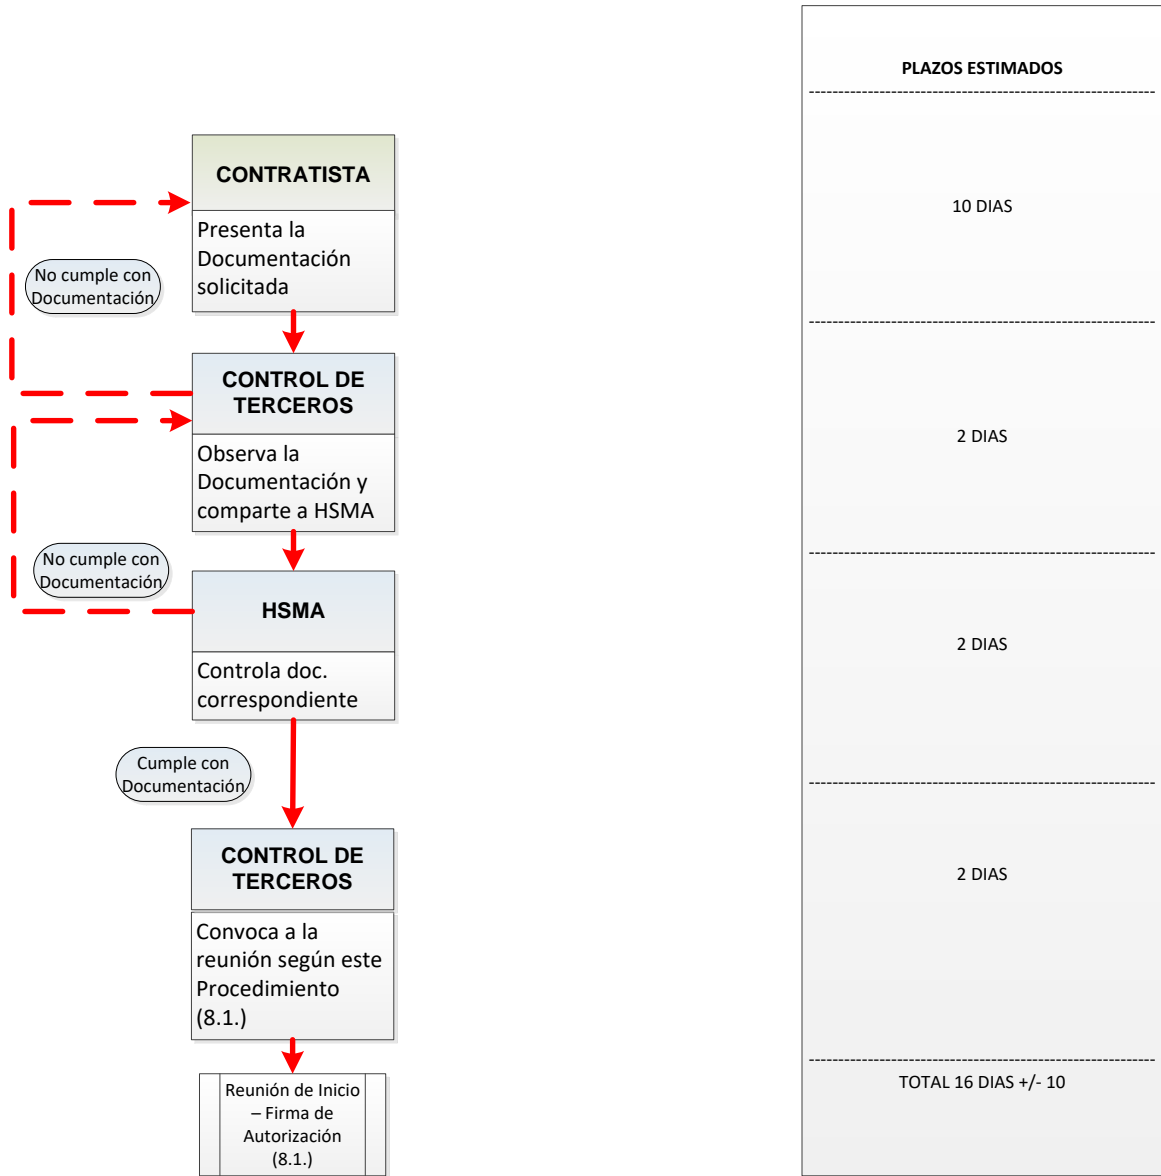 PLAZOS ESTIMADOS
CONTRATISTA
Presenta la
Documentación
solicitada
10 DIAS
No cumple con
Documentación
CONTROL DE
TERCEROS
Observa la
Documentación y
comparte a HSMA
2 DIAS
No cumple con
Documentación
HSMA
Controla doc.
correspondiente
2 DIAS
Cumple con
Documentación
CONTROL DE
TERCEROS
Convoca a la
reunión según este
Procedimiento
(8.1.)
2 DIAS
Reunión de Inicio
– Firma de
Autorización
(8.1.)
TOTAL 16 DIAS +/- 10